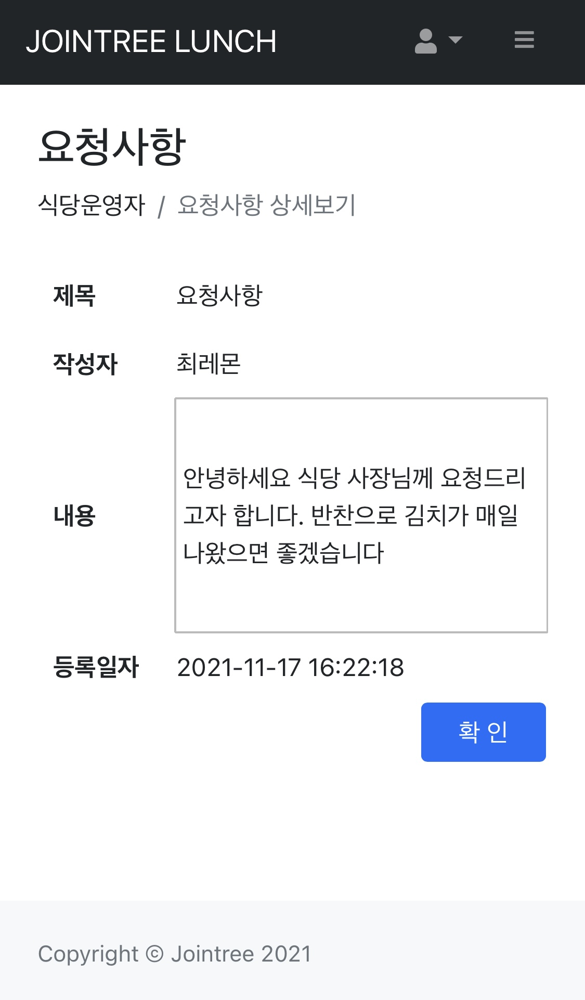 JOINTREE LUNCH
요청사항
식당운영자 / 요청사항 상세보기
제목 요청사항
작성자 최레몬
내용
안녕하세요 식당 사장님께 요청드리
고자 합니다. 반찬으로 김치가 매일
나왔으면 좋겠습니다
등록일자 2021-11-17 16:22:18
확 인
Copyright © Jointree 2021